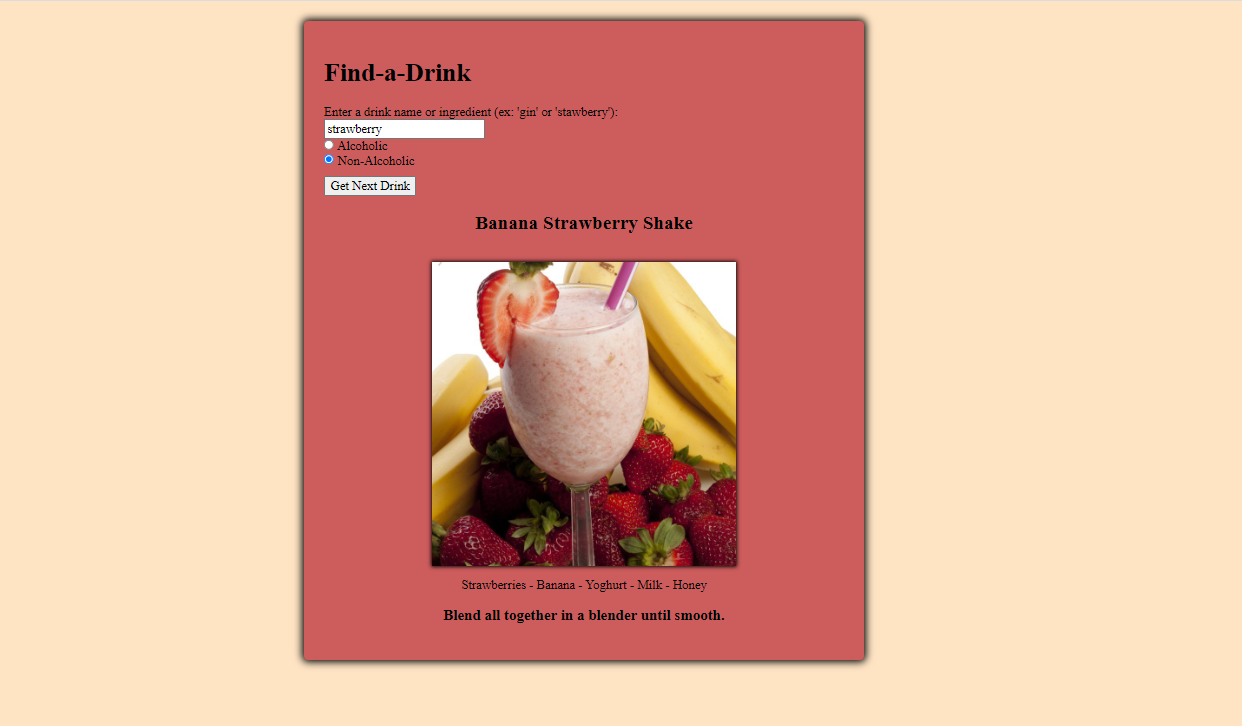 Find-a-Drink
Enter a drink name or ingredient (ex: 'gin' or 'stawberry'):
strawberry
Alcoholic
Non-Alcoholic
Get Next Drink
Banana Strawberry Shake
Strawberries - Banana - Yoghurt - Milk - Honey
Blend all together in a blender until smooth.